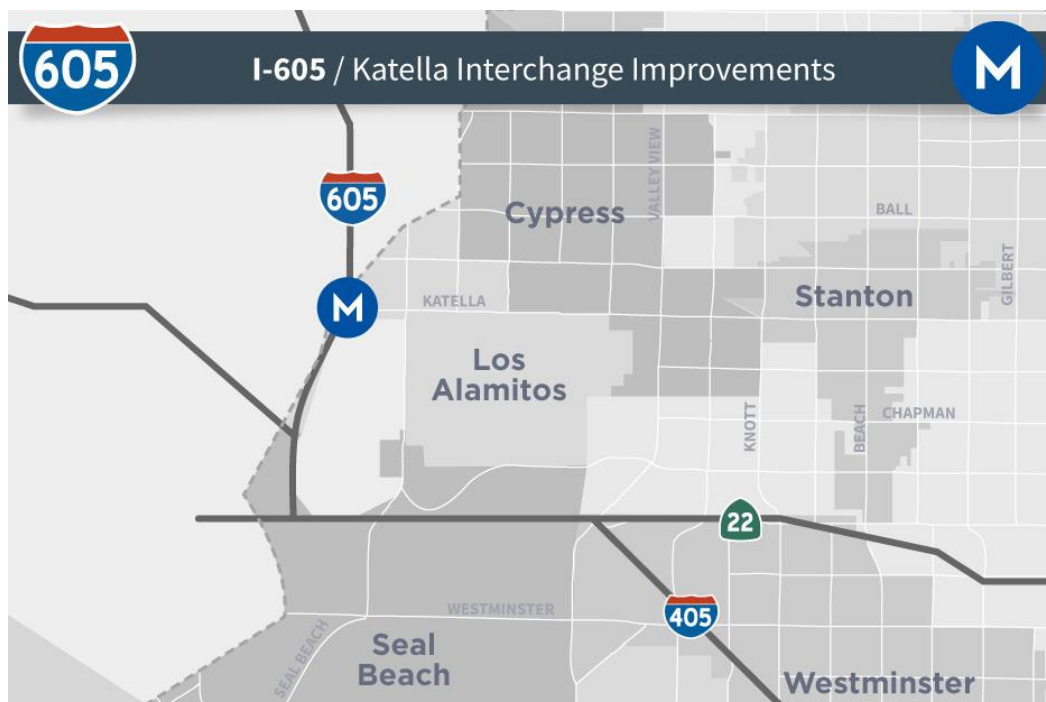 605
I-605 / Katella Interchange Improvements
M
605
Cypress
VALLEY VIEW
BALL
GILBERT
M
KATELLA
Stanton
Los
Alamitos
KNOTT
BEACH
CHAPMAN
22
WESTMINSTER
405
SEAL BEACH
Seal
Beach
Westminster